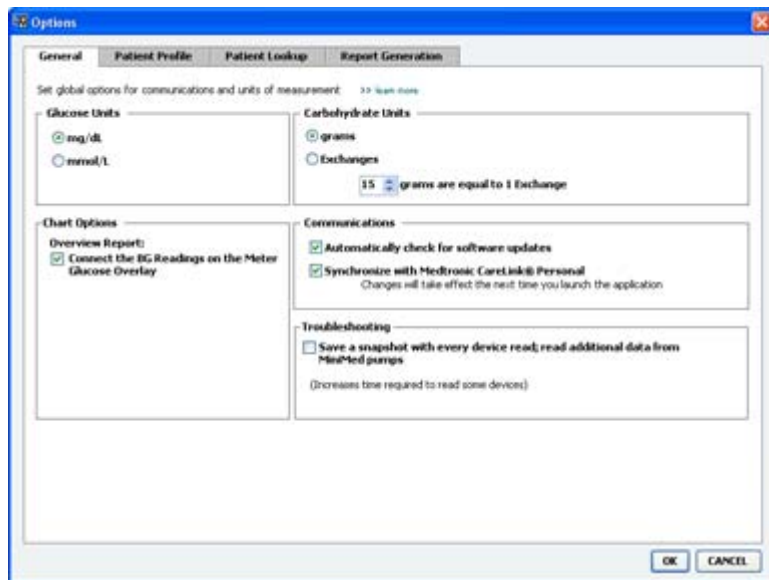 Options
General
Patient Profile
Patient Lookup
Report Generation
Set global options for communications and units of measurement >> learn more
Glucose Units
mg/dL
mmol/L
Carbohydrate Units
grams
Exchanges
15 grams are equal to 1 Exchange
Chart Options
Overview Report:
Connect the BG Readings on the Meter
Glucose Overlay
Communications
Automatically check for software updates
Synchronize with Medtronic CareLink® Personal
Changes will take effect the next time you launch the application
Troubleshooting
Save a snapshot with every device read; read additional data from
MiniMed pumps
(Increases time required to read some devices)
OK
CANCEL